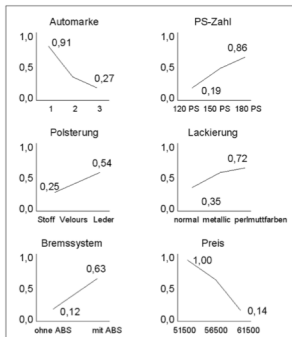 Automarke
1,0
0,91
0,5
0,27
0,0
1 2 3
PS-Zahl
1,0
0,86
0,5
0,19
0,0
120 PS 150 PS 180 PS
Polsterung
1,0
0,54
0,5
0,25
0,0
Stoff Velours Leder
Lackierung
1,0
0,72
0,5
0,35
0,0
normal metallic perlmuttfarben
Bremssystem
1,0
0,63
0,5
0,12
0,0
ohne ABS mit ABS
Preis
1,0
1,00
0,5
0,14
0,0
51500 56500 61500